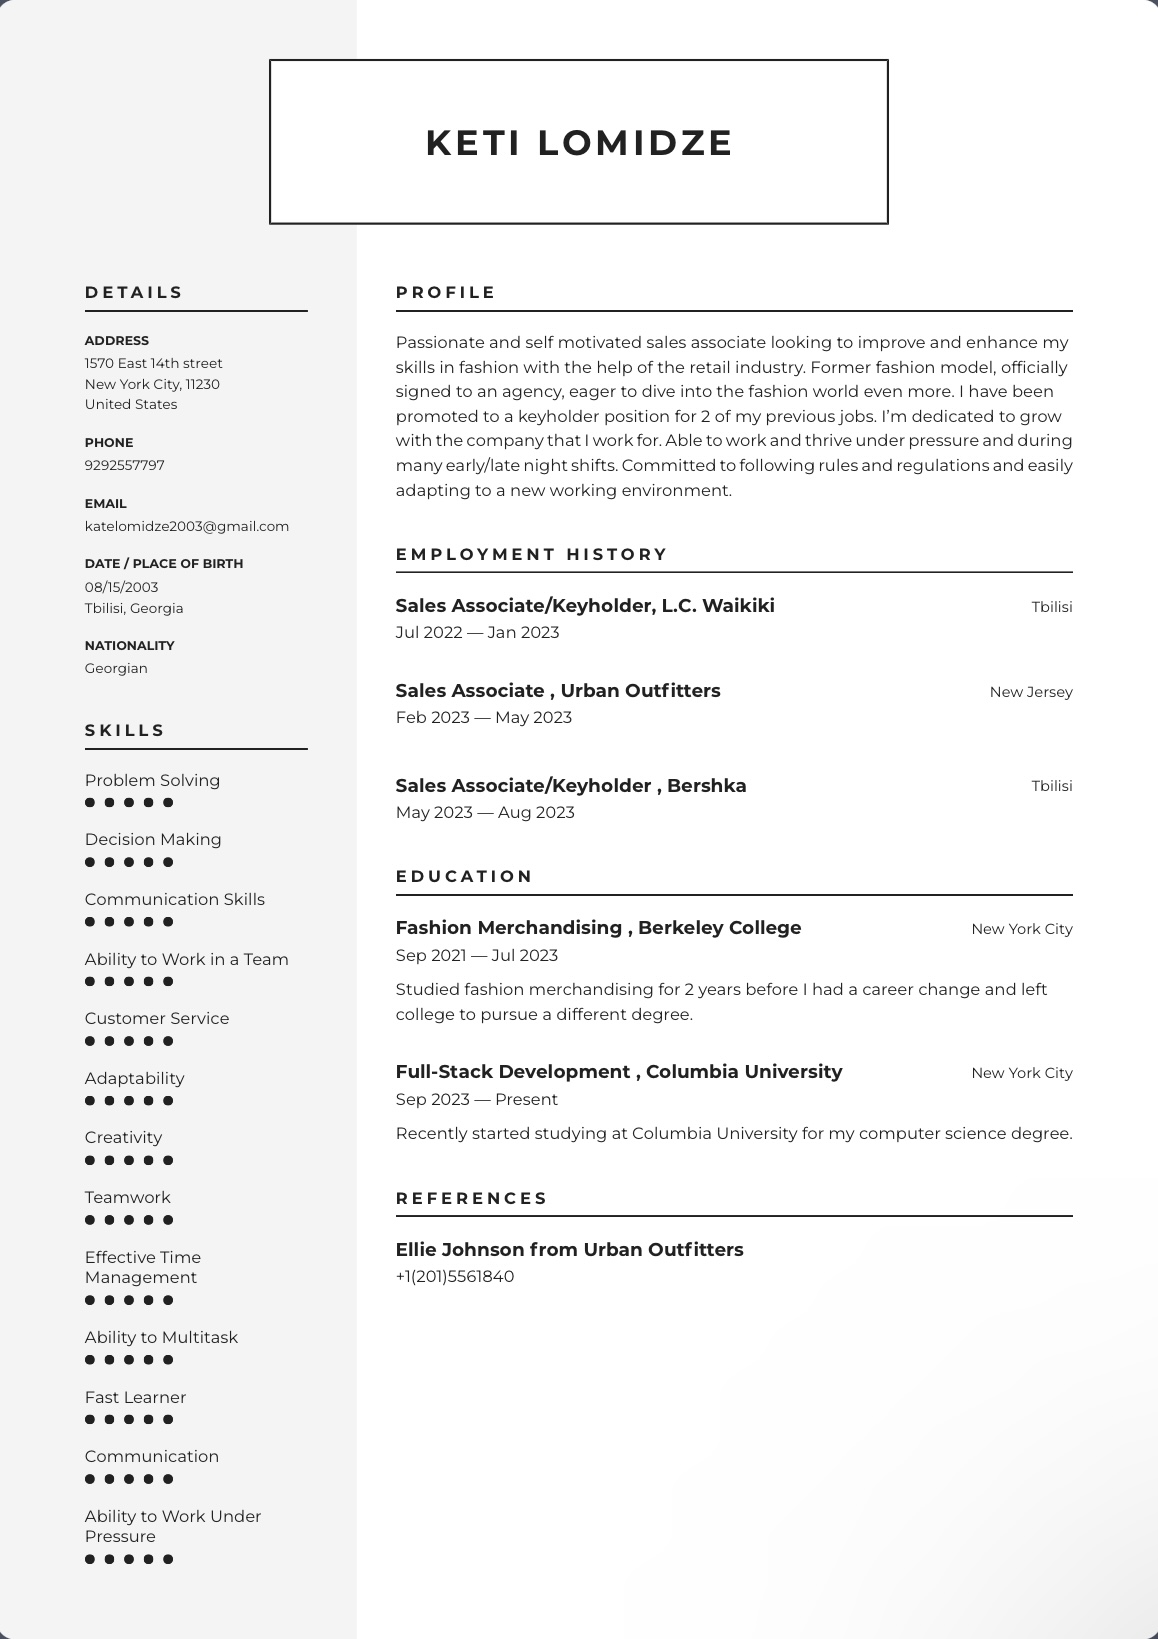 KETI LOMIDZE
DETAILS
ADDRESS
1570 East 14th street
New York City, 11230
United States
PHONE
9292557797
EMAIL
katelomidze2003@gmail.com
DATE / PLACE OF BIRTH
08/15/2003
Tbilisi, Georgia
NATIONALITY
Georgian
SKILLS
Problem Solving
Decision Making
Communication Skills
Ability to Work in a Team
Customer Service
Adaptability
Creativity
Teamwork
Effective Time
Management
Ability to Multitask
Fast Learner
Communication
Ability to Work Under
Pressure
PROFILE
Passionate and self motivated sales associate looking to improve and enhance my
skills in fashion with the help of the retail industry. Former fashion model, officially
signed to an agency, eager to dive into the fashion world even more. I have been
promoted to a keyholder position for 2 of my previous jobs. I’m dedicated to grow
with the company that I work for. Able to work and thrive under pressure and during
many early/late night shifts. Committed to following rules and regulations and easily
adapting to a new working environment.
EMPLOYMENT HISTORY
Sales Associate/Keyholder, L.C. Waikiki Tbilisi
Jul 2022 — Jan 2023
Sales Associate , Urban Outfitters New Jersey
Feb 2023 — May 2023
Sales Associate/Keyholder , Bershka Tbilisi
May 2023 — Aug 2023
EDUCATION
Fashion Merchandising , Berkeley College New York City
Sep 2021 — Jul 2023
Studied fashion merchandising for 2 years before I had a career change and left
college to pursue a different degree.
Full-Stack Development , Columbia University New York City
Sep 2023 — Present
Recently started studying at Columbia University for my computer science degree.
REFERENCES
Ellie Johnson from Urban Outfitters
+1(201)5561840